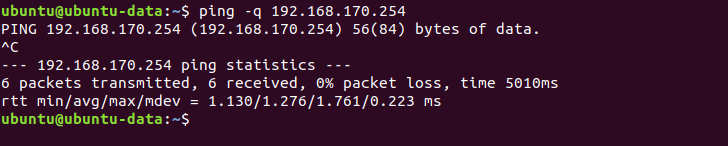 ubuntu@ubuntu-data:~$ ping -q 192.168.170.254
PING 192.168.170.254 (192.168.170.254) 56(84) bytes of data.
^C
--- 192.168.170.254 ping statistics ---
6 packets transmitted, 6 received, 0% packet loss, time 5010ms
rtt min/avg/max/mdev = 1.130/1.276/1.761/0.223 ms
ubuntu@ubuntu-data:~$